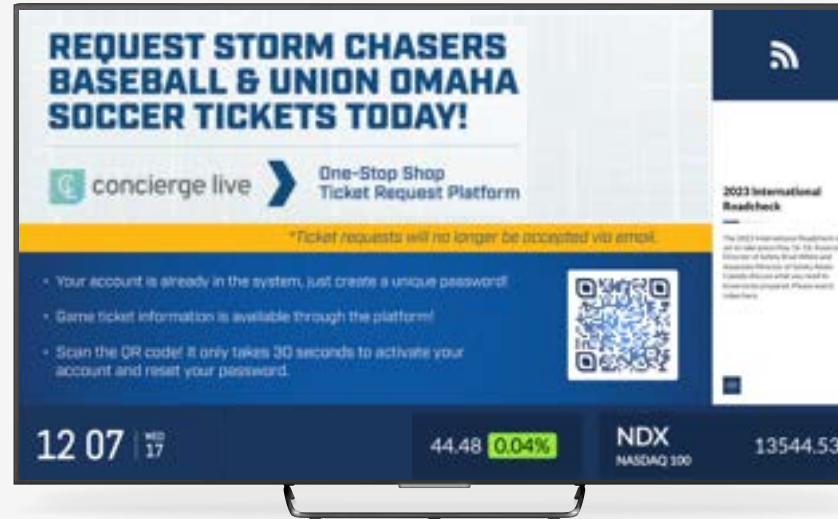 REQUEST STORM CHASERS
BASEBALL & UNION OMAHA
SOCCER TICKETS TODAY!
CL concierge live
One-Stop Shop
Ticket Request Platform
*Ticket requests will no longer be accepted via email.
• Your account is already in the system, just create a unique password!
• Game ticket information is available through the platform!
• Scan the QR code! It only takes 30 seconds to activate your
account and reset your password.
2023 International
Roadcheck
12 07
WED
17
44.48 0.04%
NDX
NASDAQ 100
13544.53